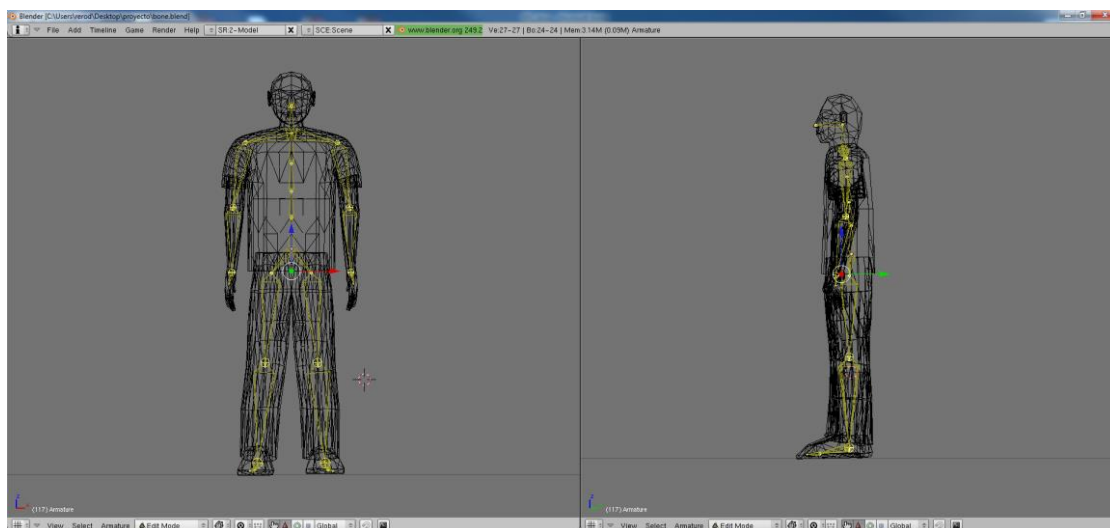 Blender [C:\Users\verod\Desktop\proyecto\bone.blend]
File Add Timeline Game Render Help SR:2-Model X SCE:Scene X www.blender.org 249.2 Ve:27-27 | Bo:24-24 | Mem:3.14M (0.09M) Armature
(117) Armature
(117) Armature
View Select Armature Edit Mode Global
View Select Armature Edit Mode Global